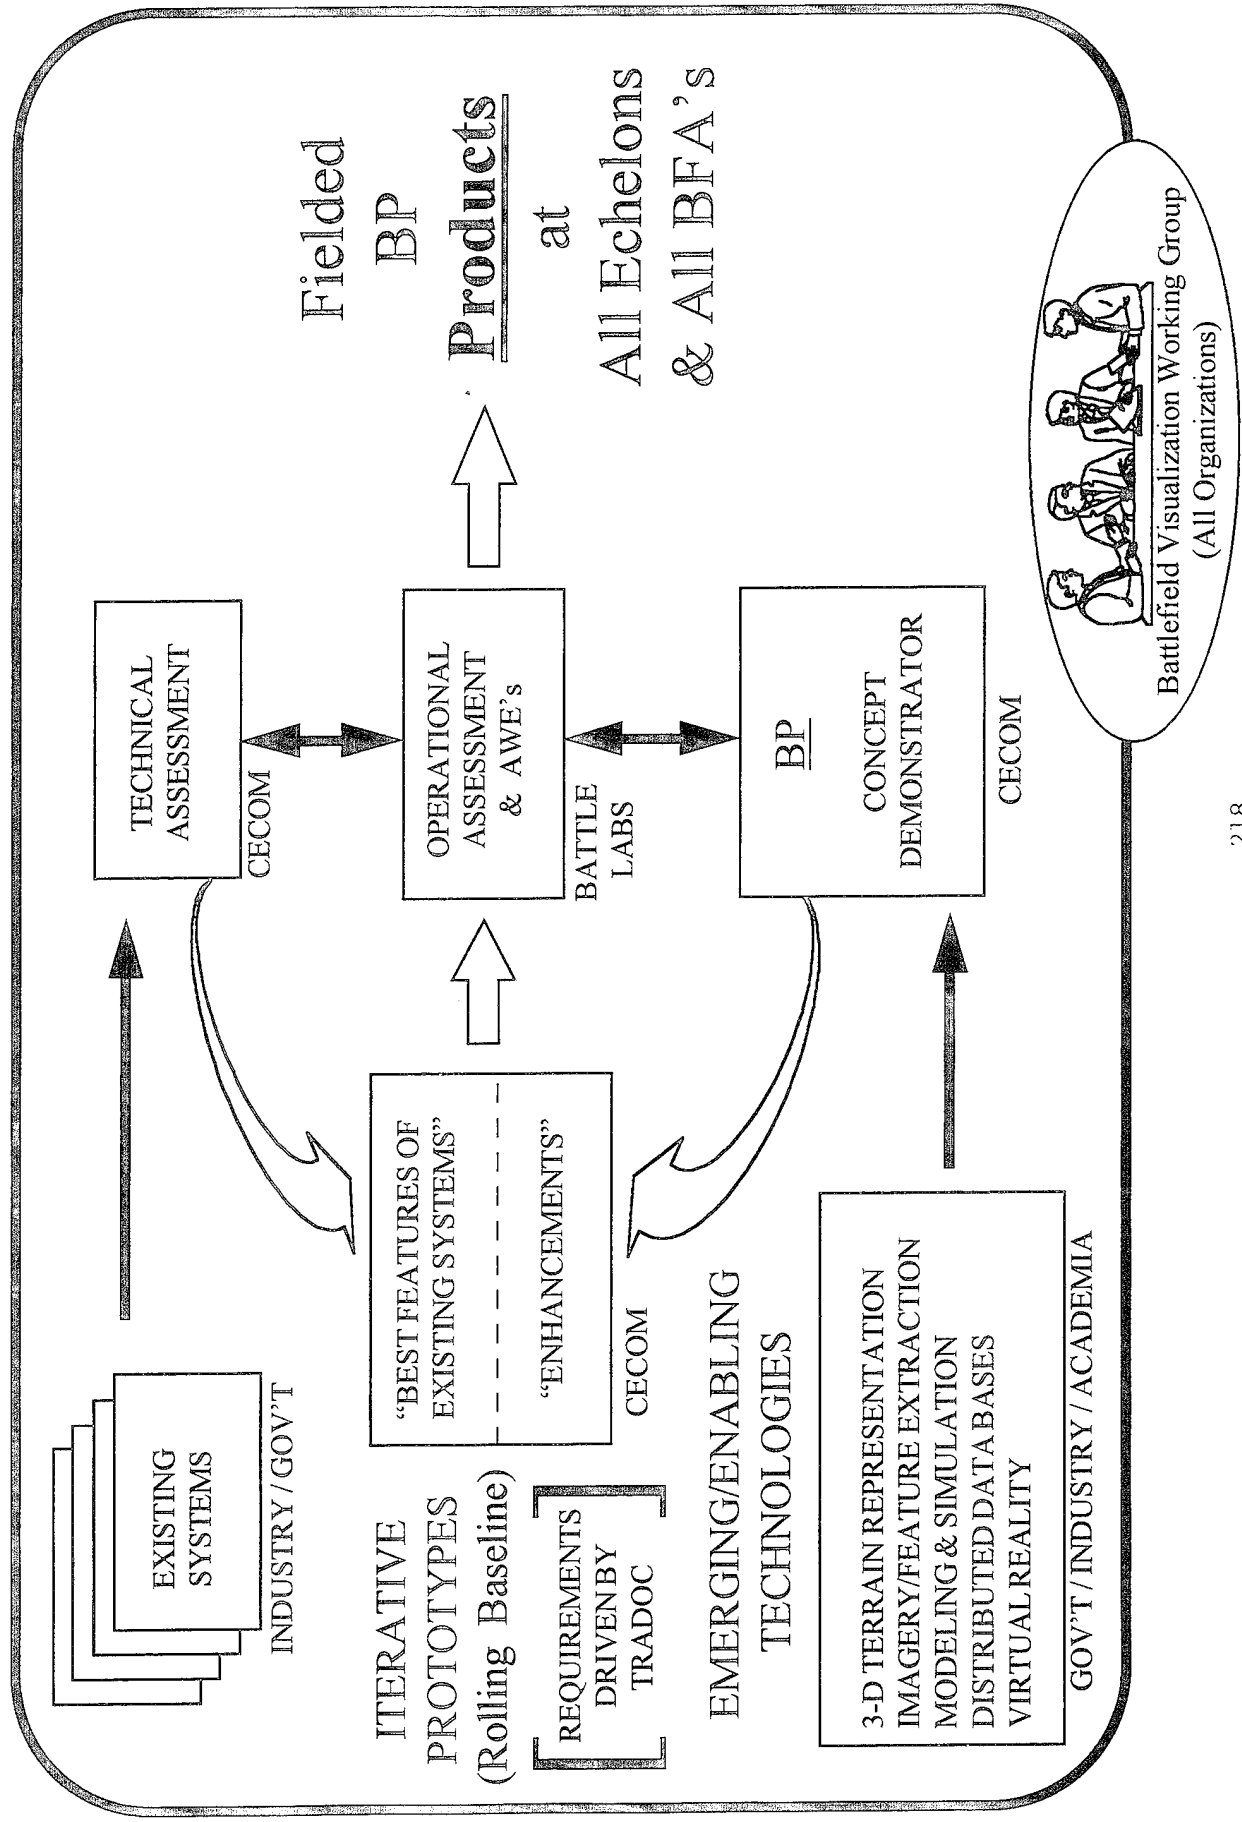 EXISTING
SYSTEMS
INDUSTRY / GOV'T
TECHNICAL
ASSESSMENT
CECOM
ITERATIVE
PROTOTYPES
(Rolling Baseline)
REQUIREMENTS
DRIVEN BY
TRADOC
“BEST FEATURES OF
EXISTING SYSTEMS”
“ENHANCEMENTS”
CECOM
OPERATIONAL
ASSESSMENT
& AWE's
BATTLE
LABS
Fielded
BP
Products
at
All Echelons
& All BFA's
EMERGING/ENABLING
TECHNOLOGIES
3-D TERRAIN REPRESENTATION
IMAGERY/FEATURE EXTRACTION
MODELING & SIMULATION
DISTRIBUTED DATA BASES
VIRTUAL REALITY
GOV'T / INDUSTRY / ACADEMIA
BP
CONCEPT
DEMONSTRATOR
CECOM
Battlefield Visualization Working Group
(All Organizations)
218